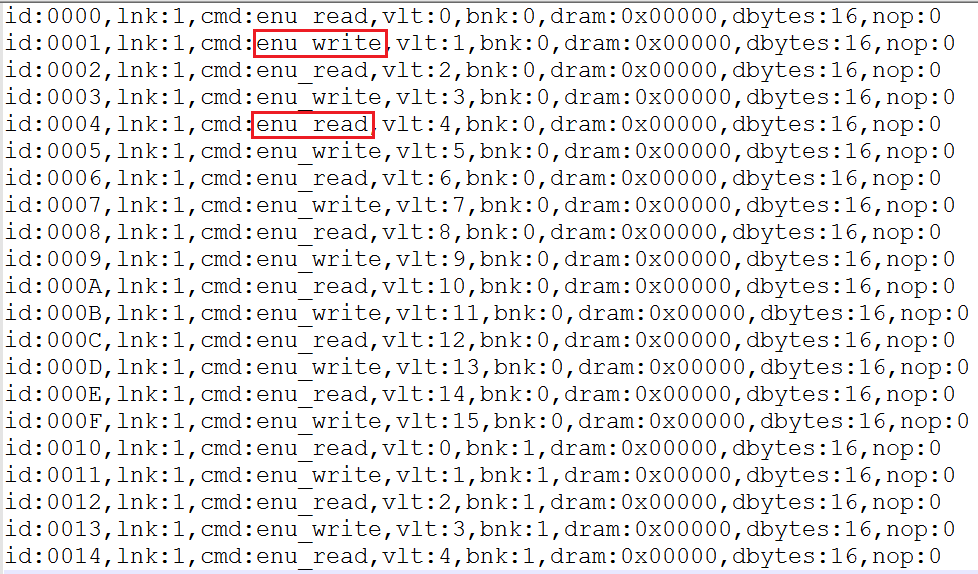 id:0000,lnk:1,cmd:enu_read,vlt:0,bnk:0,dram:0x00000,dbytes:16,nop:0
id:0001,lnk:1,cmd:enu_write,vlt:1,bnk:0,dram:0x00000,dbytes:16,nop:0
id:0002,lnk:1,cmd:enu_read,vlt:2,bnk:0,dram:0x00000,dbytes:16,nop:0
id:0003,lnk:1,cmd:enu_write,vlt:3,bnk:0,dram:0x00000,dbytes:16,nop:0
id:0004,lnk:1,cmd:enu_read,vlt:4,bnk:0,dram:0x00000,dbytes:16,nop:0
id:0005,lnk:1,cmd:enu_write,vlt:5,bnk:0,dram:0x00000,dbytes:16,nop:0
id:0006,lnk:1,cmd:enu_read,vlt:6,bnk:0,dram:0x00000,dbytes:16,nop:0
id:0007,lnk:1,cmd:enu_write,vlt:7,bnk:0,dram:0x00000,dbytes:16,nop:0
id:0008,lnk:1,cmd:enu_read,vlt:8,bnk:0,dram:0x00000,dbytes:16,nop:0
id:0009,lnk:1,cmd:enu_write,vlt:9,bnk:0,dram:0x00000,dbytes:16,nop:0
id:000A,lnk:1,cmd:enu_read,vlt:10,bnk:0,dram:0x00000,dbytes:16,nop:0
id:000B,lnk:1,cmd:enu_write,vlt:11,bnk:0,dram:0x00000,dbytes:16,nop:0
id:000C,lnk:1,cmd:enu_read,vlt:12,bnk:0,dram:0x00000,dbytes:16,nop:0
id:000D,lnk:1,cmd:enu_write,vlt:13,bnk:0,dram:0x00000,dbytes:16,nop:0
id:000E,lnk:1,cmd:enu_read,vlt:14,bnk:0,dram:0x00000,dbytes:16,nop:0
id:000F,lnk:1,cmd:enu_write,vlt:15,bnk:0,dram:0x00000,dbytes:16,nop:0
id:0010,lnk:1,cmd:enu_read,vlt:0,bnk:1,dram:0x00000,dbytes:16,nop:0
id:0011,lnk:1,cmd:enu_write,vlt:1,bnk:1,dram:0x00000,dbytes:16,nop:0
id:0012,lnk:1,cmd:enu_read,vlt:2,bnk:1,dram:0x00000,dbytes:16,nop:0
id:0013,lnk:1,cmd:enu_write,vlt:3,bnk:1,dram:0x00000,dbytes:16,nop:0
id:0014,lnk:1,cmd:enu_read,vlt:4,bnk:1,dram:0x00000,dbytes:16,nop:0